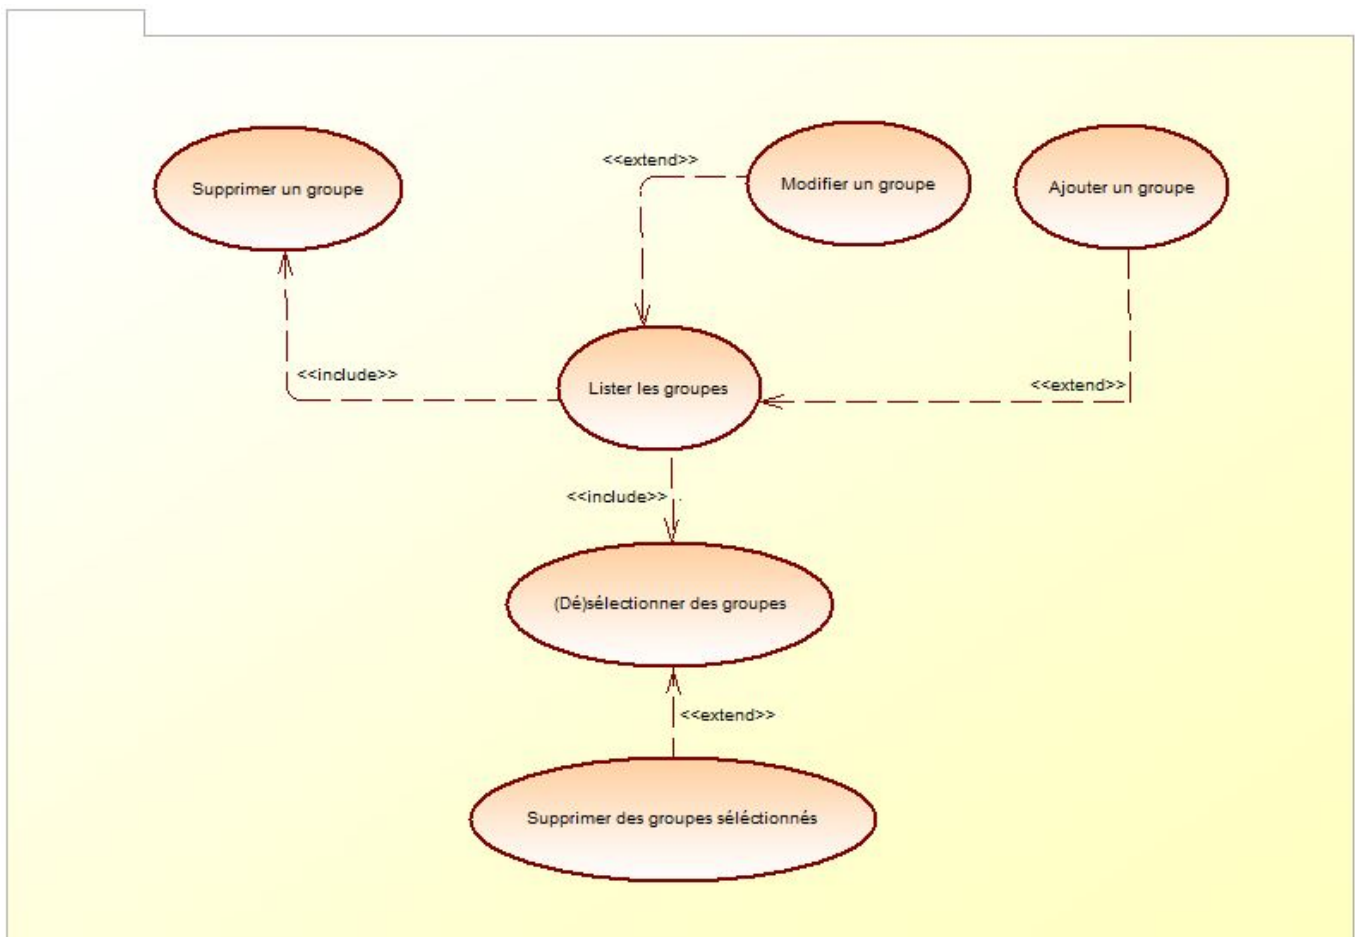 <<extend>>
Modifier un groupe
Supprimer un groupe
Ajouter un groupe
<<include>>
Lister les groupes
<<extend>>
<<include>>
(Dé)sélectionner des groupes
<<extend>>
Supprimer des groupes séléctionnés